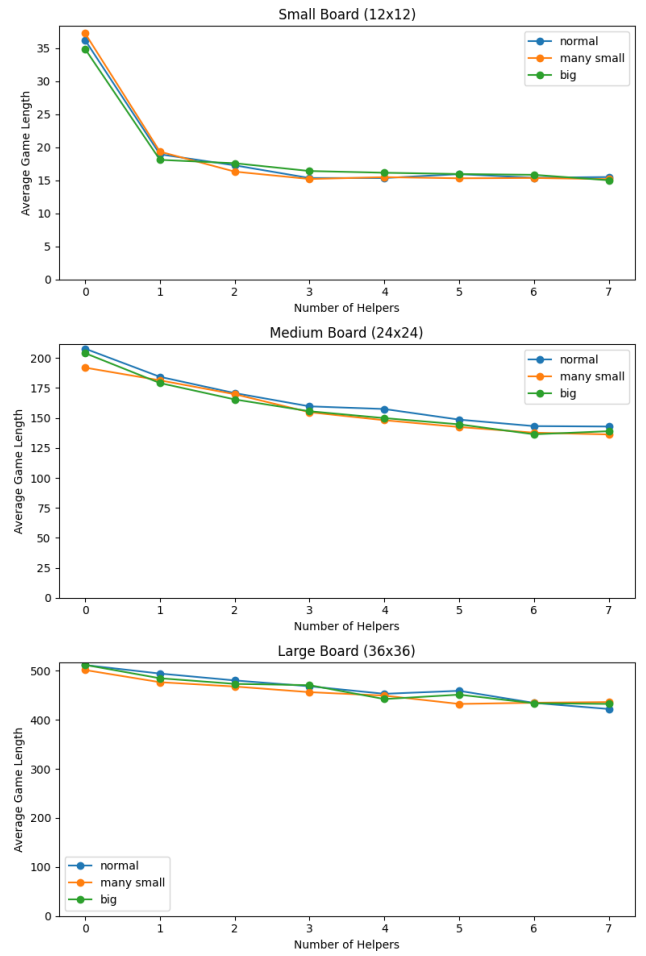 Small Board (12x12)
35
30
25
20
15
10
5
0
Average Game Length
normal
many small
big
0 1 2 3 4 5 6 7
Number of Helpers
Medium Board (24x24)
200
175
150
125
100
75
50
25
0
Average Game Length
normal
many small
big
0 1 2 3 4 5 6 7
Number of Helpers
Large Board (36x36)
500
400
300
200
100
0
Average Game Length
normal
many small
big
0 1 2 3 4 5 6 7
Number of Helpers